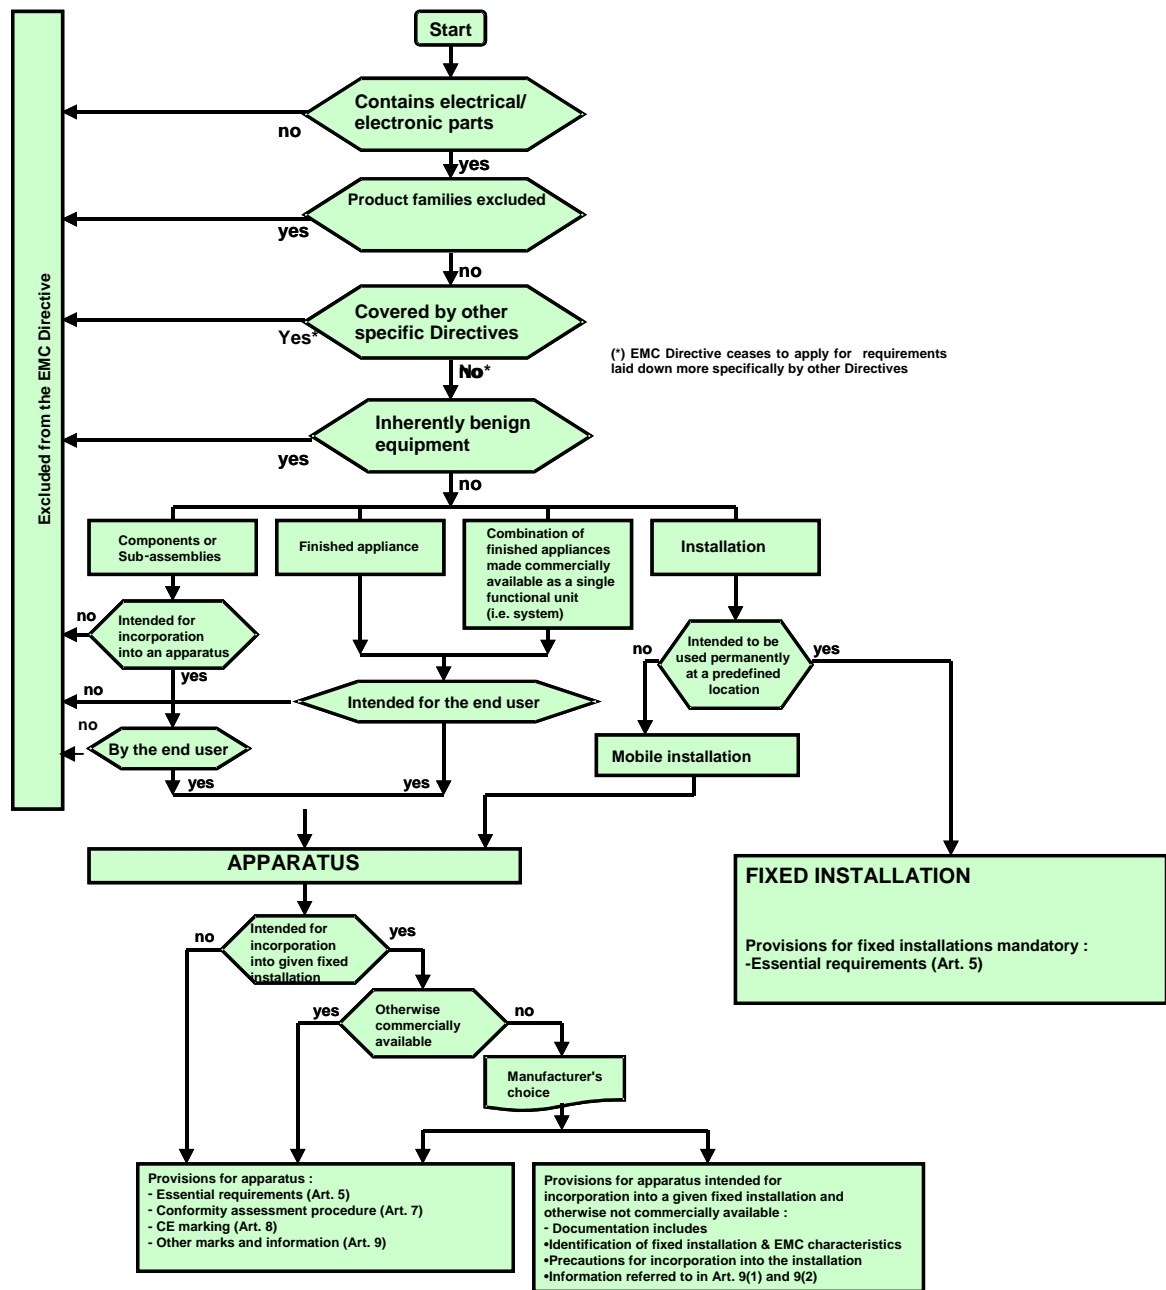 Start
Contains electrical/
electronic parts
no
yes
Product families excluded
yes
no
Covered by other
specific Directives
Yes*
No*
(*) EMC Directive ceases to apply for requirements
laid down more specifically by other Directives
Inherently benign
equipment
yes
no
Excluded from the EMC Directive
Components or
Sub-assemblies
Finished appliance
Combination of
finished appliances
made commercially
available as a single
functional unit
(i.e. system)
Installation
no
Intended for
incorporation
into an apparatus
yes
no
Intended to be
used permanently
at a predefined
location
yes
no
Intended for the end user
no
By the end user
yes
yes
Mobile installation
APPARATUS
FIXED INSTALLATION
Provisions for fixed installations mandatory :
-Essential requirements (Art. 5)
no
Intended for
incorporation
into given fixed
installation
yes
yes
Otherwise
commercially
available
no
Manufacturer's
choice
Provisions for apparatus :
- Essential requirements (Art. 5)
- Conformity assessment procedure (Art. 7)
- CE marking (Art. 8)
- Other marks and information (Art. 9)
Provisions for apparatus intended for
incorporation into a given fixed installation and
otherwise not commercially available :
- Documentation includes
•Identification of fixed installation & EMC characteristics
•Precautions for incorporation into the installation
•Information referred to in Art. 9(1) and 9(2)